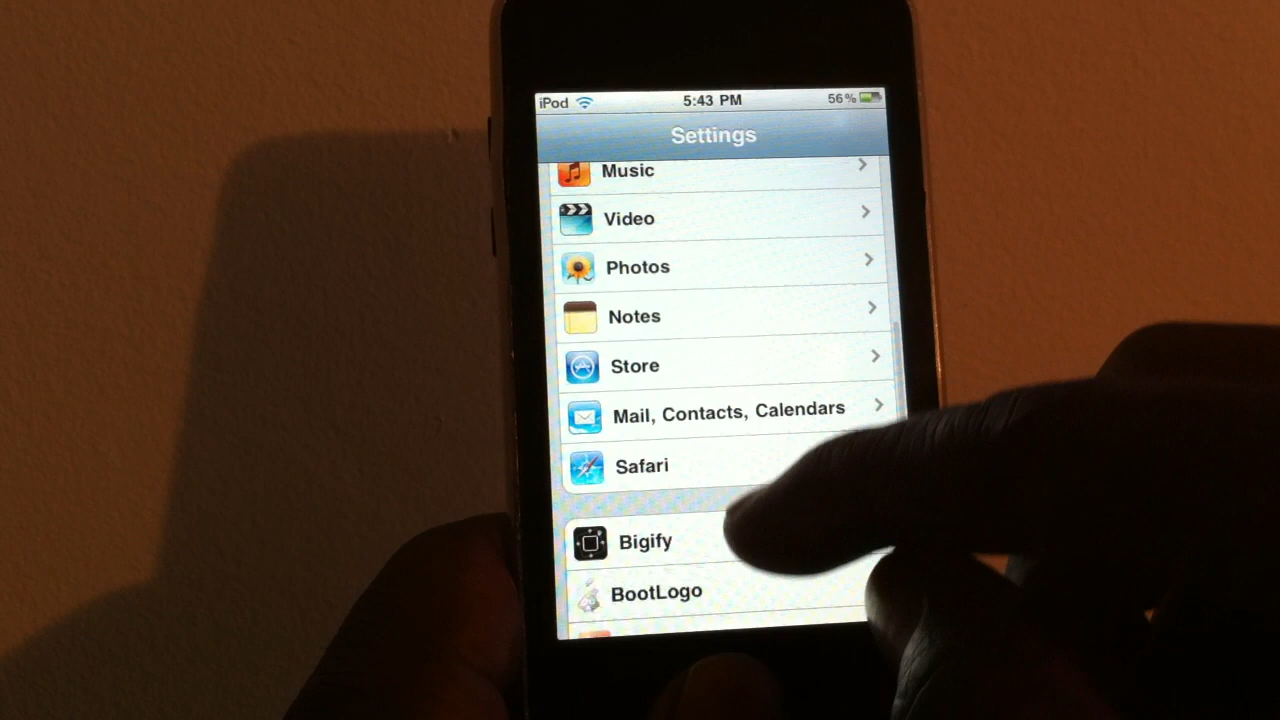 iPod 5:43 PM 56%
Settings
Music
Video
Photos
Notes
Store
Mail, Contacts, Calendars
Safari
Bigify
BootLogo